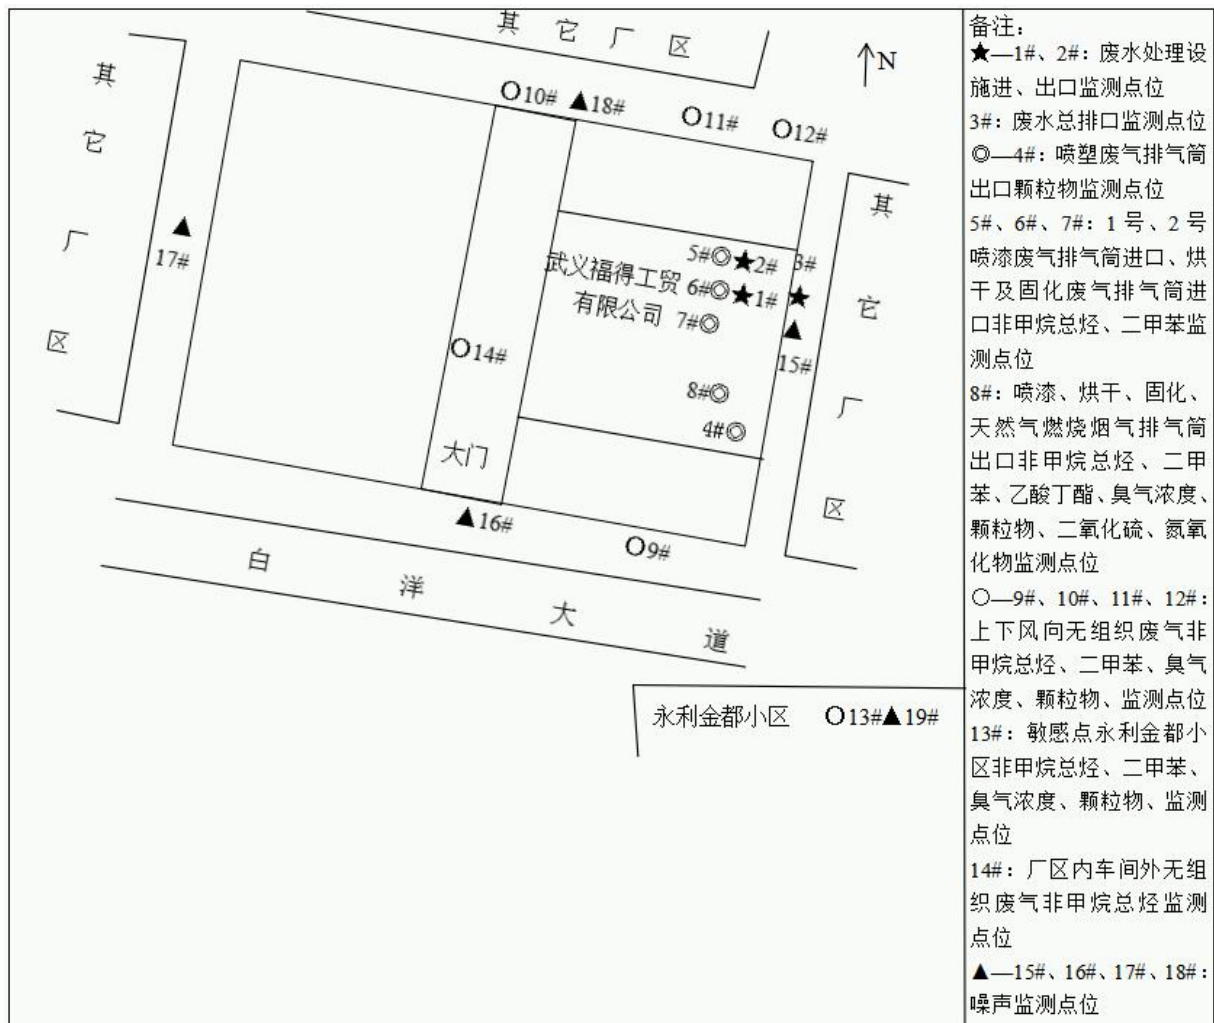 其它厂区
N
其它厂区
○10# ▲18#
○11#
○12#
其它厂区
▲
17#
5#◎★2# 3#
武义福得工贸 6#◎★1# ★
有限公司 7#◎ ▲
15#
○14#
8#◎
4#◎
大门
▲16#
○9#
白洋大道
永利金都小区 ○13#▲19#
备注：
★—1#、2#：废水处理设
施进、出口监测点位
3#：废水总排口监测点位
◎—4#：喷塑废气排气筒
出口颗粒物监测点位
5#、6#、7#：1 号、2 号
喷漆废气排气筒进口、烘
干及固化废气排气筒进
口非甲烷总烃、二甲苯监
测点位
8#：喷漆、烘干、固化、
天然气燃烧烟气排气筒
出口非甲烷总烃、二甲
苯、乙酸丁酯、臭气浓度、
颗粒物、二氧化硫、氮氧
化物监测点位
○—9#、10#、11#、12#：
上下风向无组织废气非
甲烷总烃、二甲苯、臭气
浓度、颗粒物、监测点位
13#：敏感点永利金都小
区非甲烷总烃、二甲苯、
臭气浓度、颗粒物、监测
点位
14#：厂区内车间外无组
织废气非甲烷总烃监测
点位
▲—15#、16#、17#、18#：
噪声监测点位